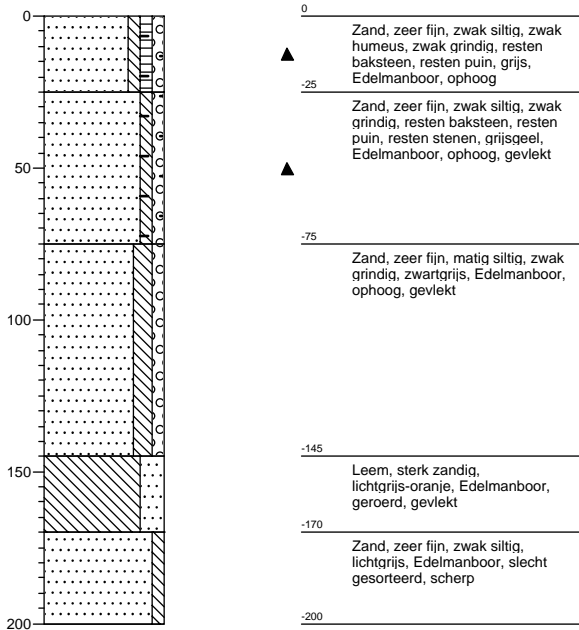 0
50
100
150
200
0
Zand, zeer fijn, zwak siltig, zwak
humeus, zwak grindig, resten
baksteen, resten puin, grijs,
Edelmanboor, ophoog
-25
Zand, zeer fijn, zwak siltig, zwak
grindig, resten baksteen, resten
puin, resten stenen, grijsgeel,
Edelmanboor, ophoog, gevlekt
-75
Zand, zeer fijn, matig siltig, zwak
grindig, zwartgrijs, Edelmanboor,
ophoog, gevlekt
-145
Leem, sterk zandig,
lichtgrijs-oranje, Edelmanboor,
geroerd, gevlekt
-170
Zand, zeer fijn, zwak siltig,
lichtgrijs, Edelmanboor, slecht
gesorteerd, scherp
-200